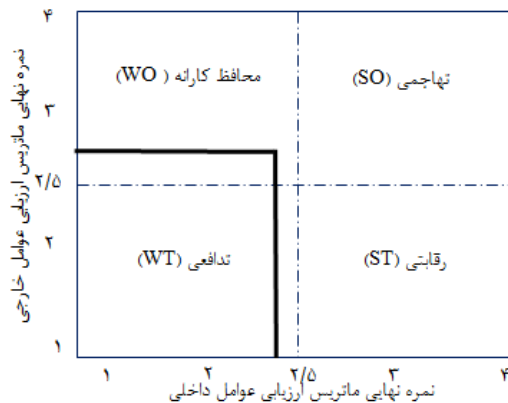 نمره نهایی ماتریس ارزیابی عوامل خارجی
۴
۳
۲/۵
۲
۱
محافظ کارانه ( WO)
تهاجمی (SO)
تدافعی (WT)
رقابتی (ST)
۱ ۲ ۲/۵ ۳ ۴
نمره نهایی ماتریس ارزیابی عوامل داخلی